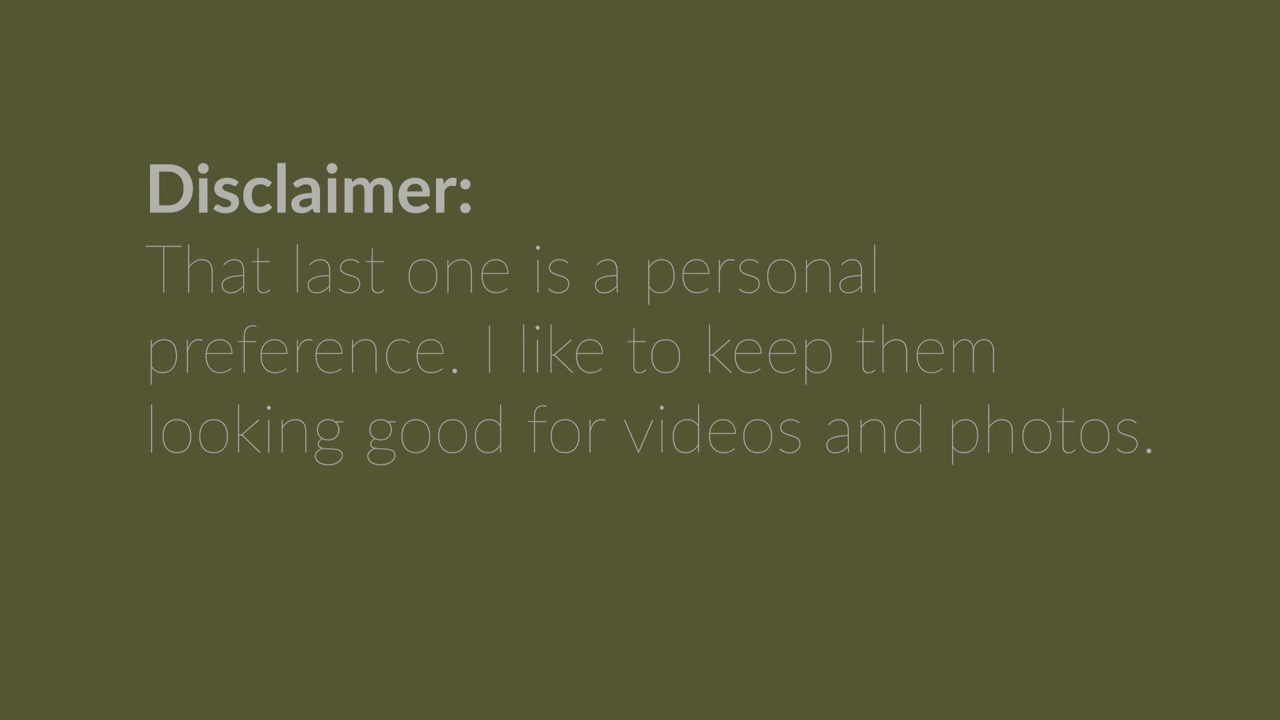 Disclaimer:
That last one is a personal
preference. I like to keep them
looking good for videos and photos.